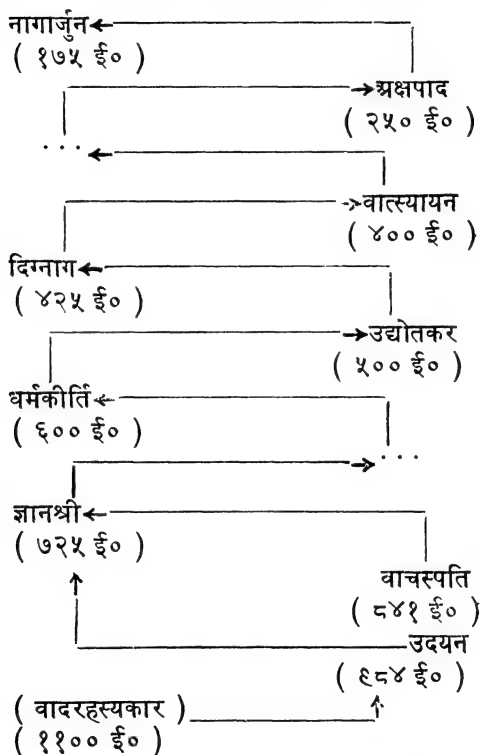 नागार्जुन
( १७५ ई० )
अक्षपाद
( २५० ई० )
...
वात्स्यायन
( ४०० ई० )
दिग्नाग
( ४२५ ई० )
उद्योतकर
( ५०० ई० )
धर्मकीर्ति
( ६०० ई० )
...
ज्ञानश्री
( ७२५ ई० )
वाचस्पति
( ८४१ ई० )
उदयन
( ९८४ ई० )
( वादरहस्यकार )
( ११०० ई० )